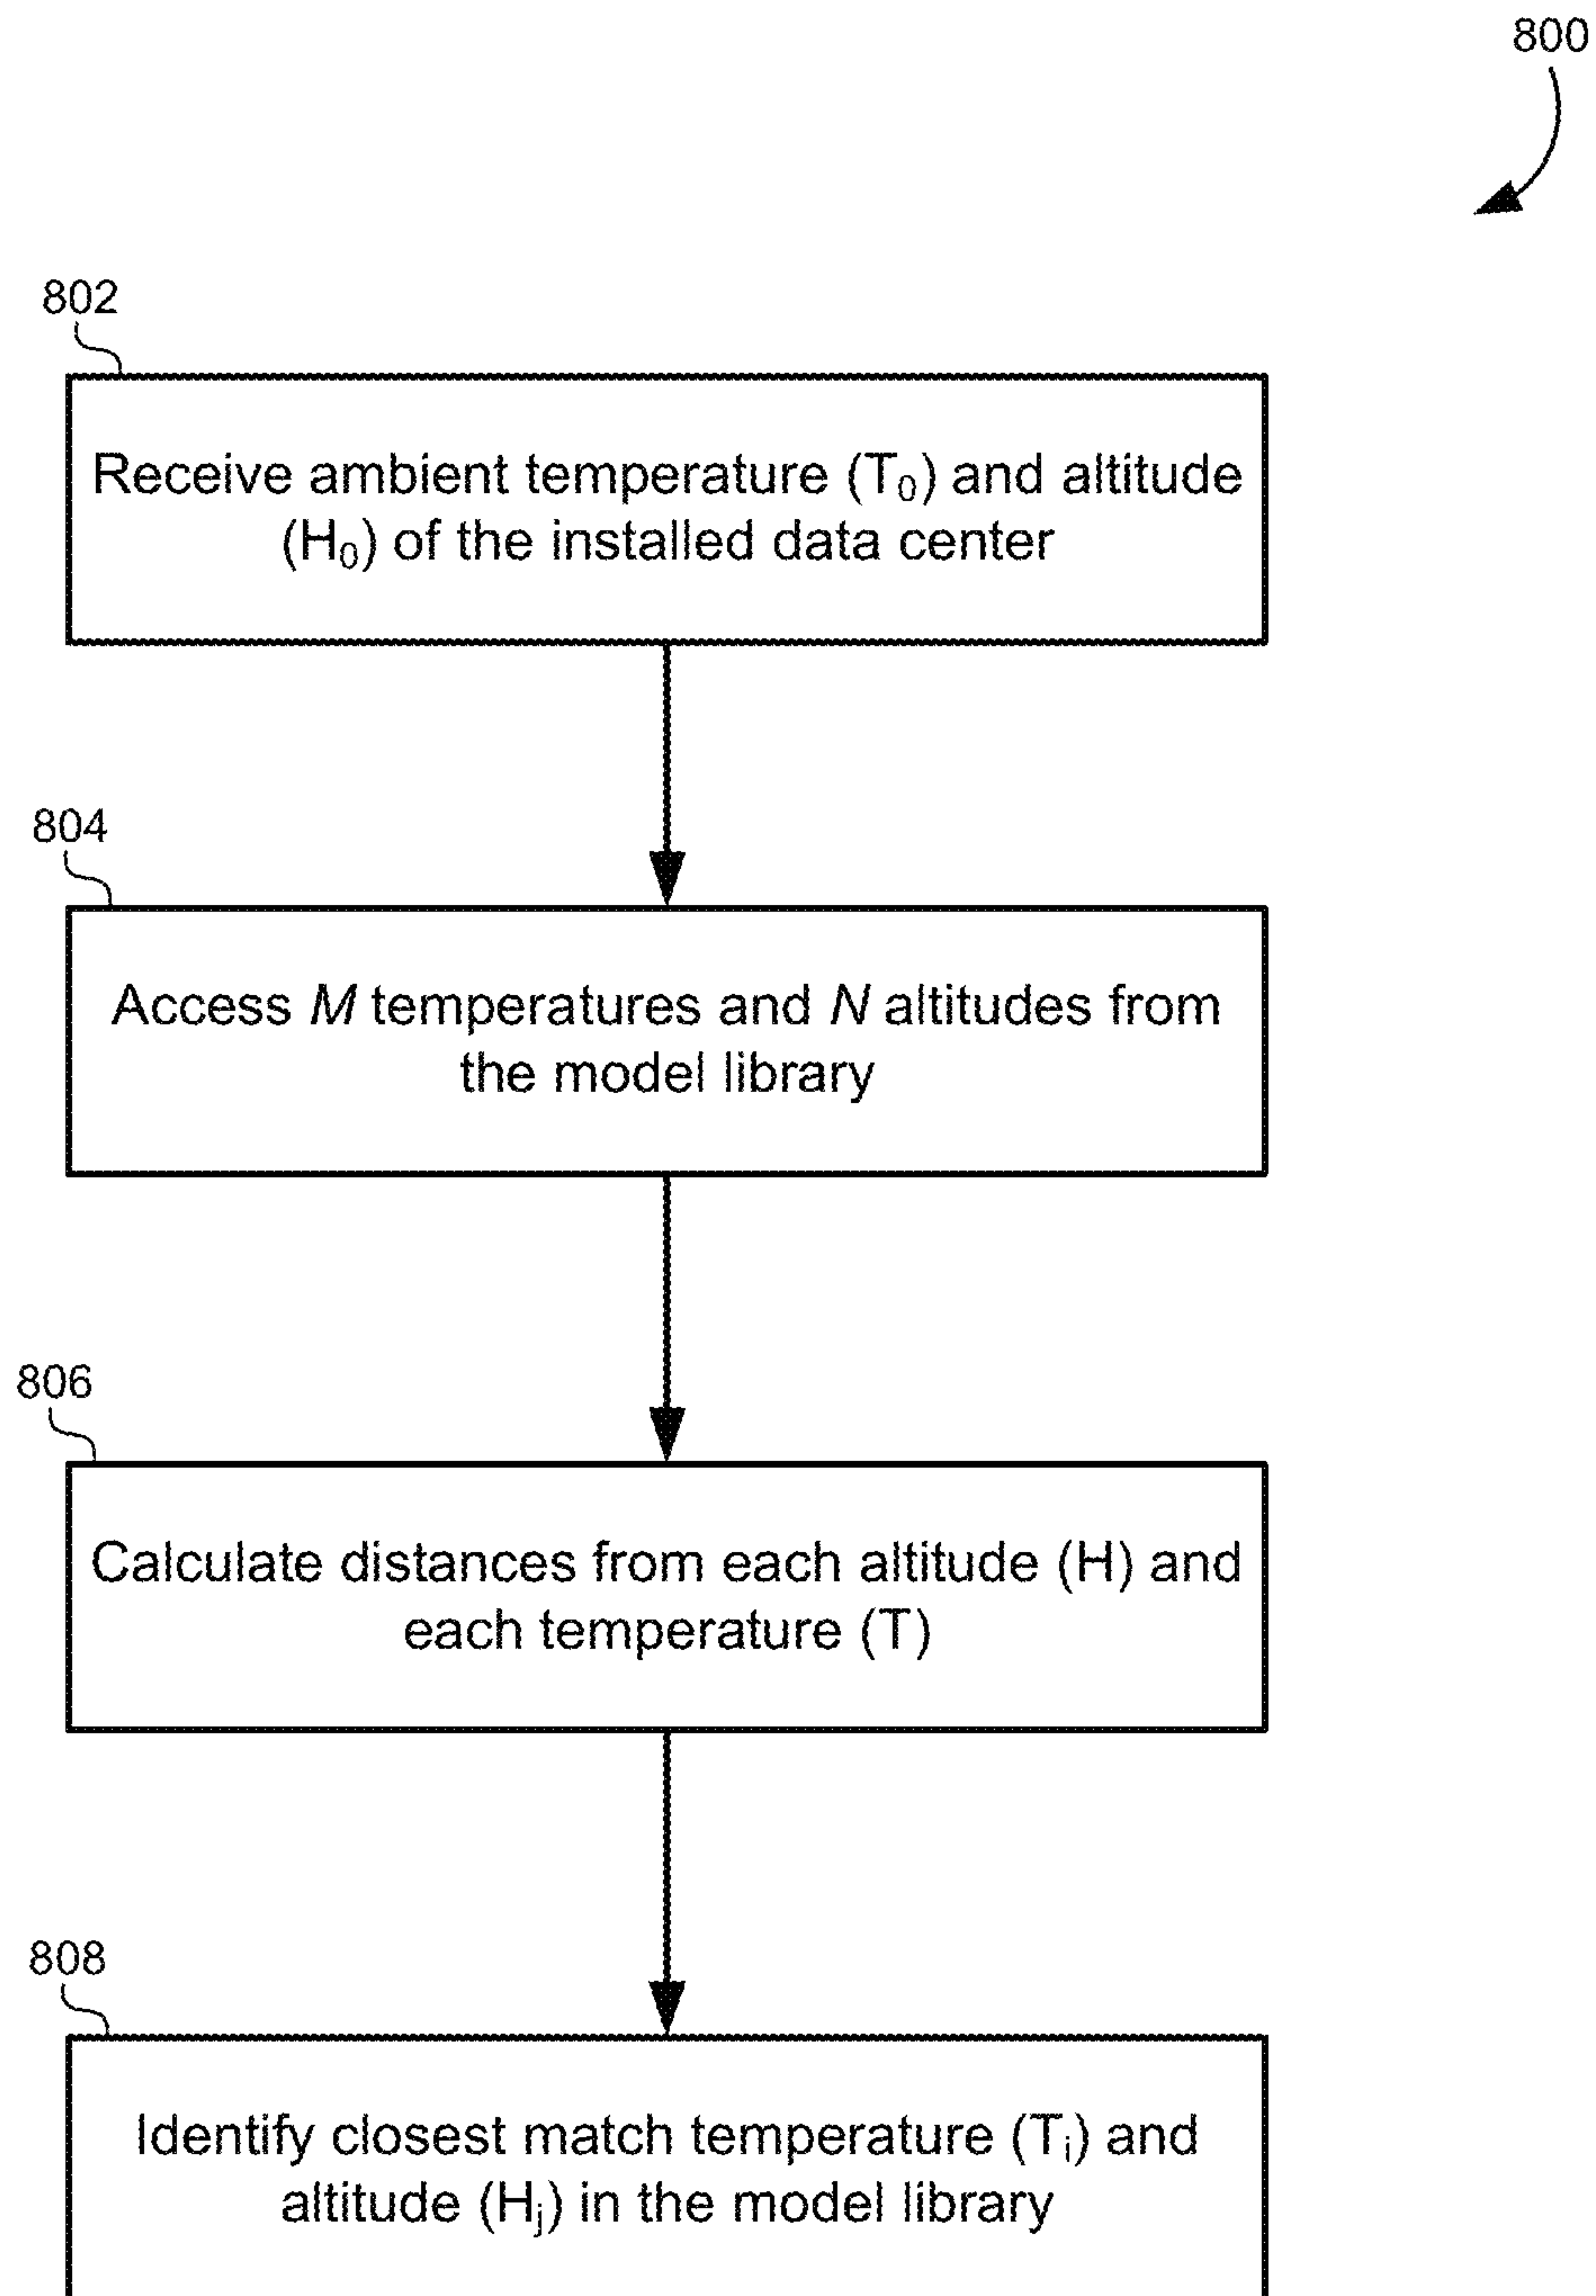 800
802
Receive ambient temperature (T₀) and altitude
(H₀) of the installed data center
804
Access M temperatures and N altitudes from
the model library
806
Calculate distances from each altitude (H) and
each temperature (T)
808
Identify closest match temperature (Tᵢ) and
altitude (Hⱼ) in the model library